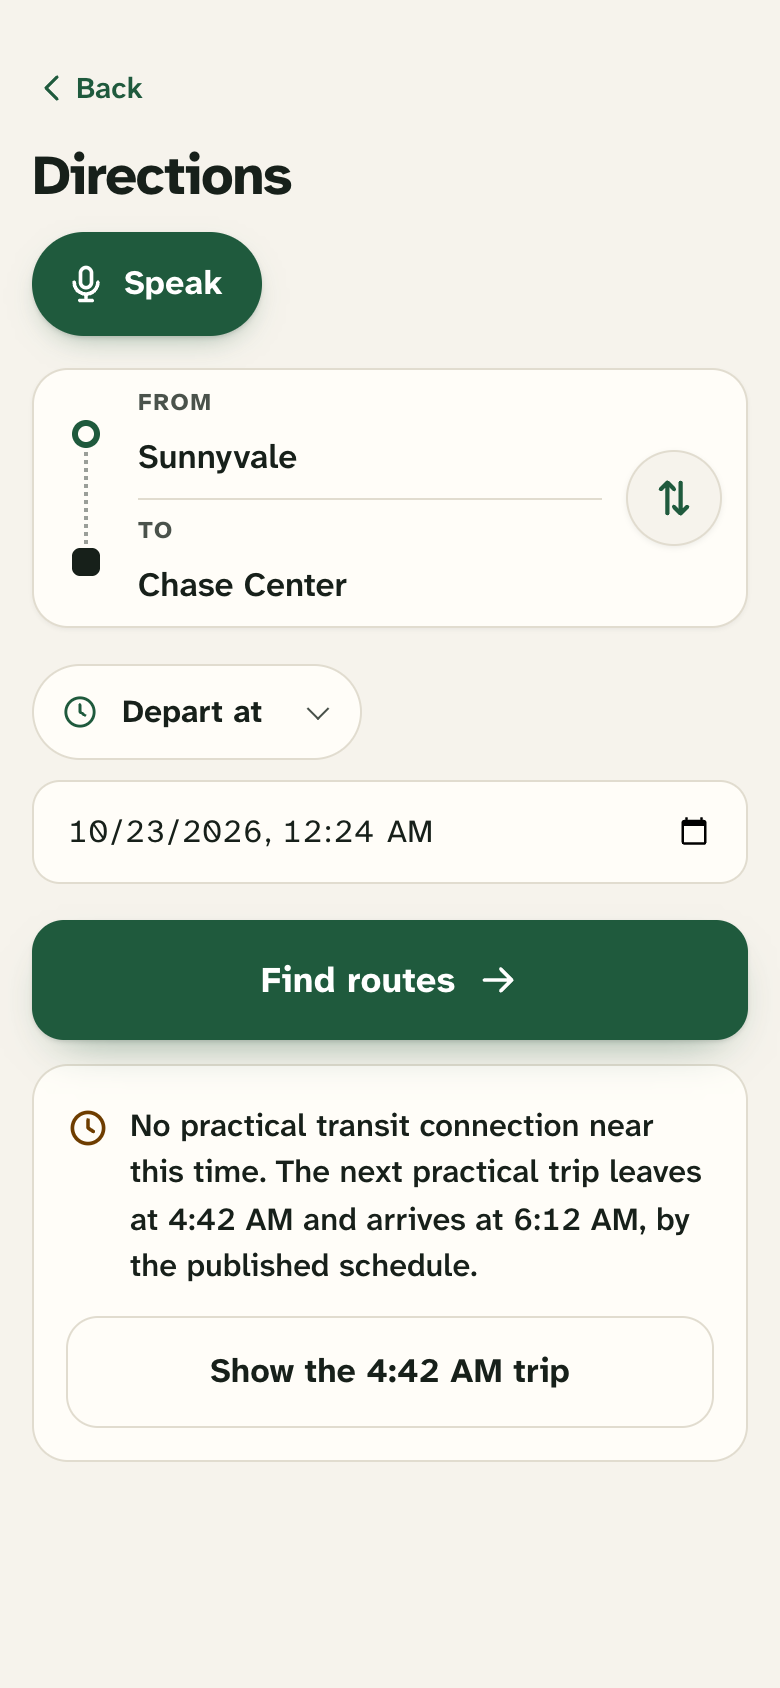 Back
Directions
Speak
FROM
Sunnyvale
TO
Chase Center
Depart at
10/23/2026, 12:24 AM
Find routes
No practical transit connection near
this time. The next practical trip leaves
at 4:42 AM and arrives at 6:12 AM, by
the published schedule.
Show the 4:42 AM trip